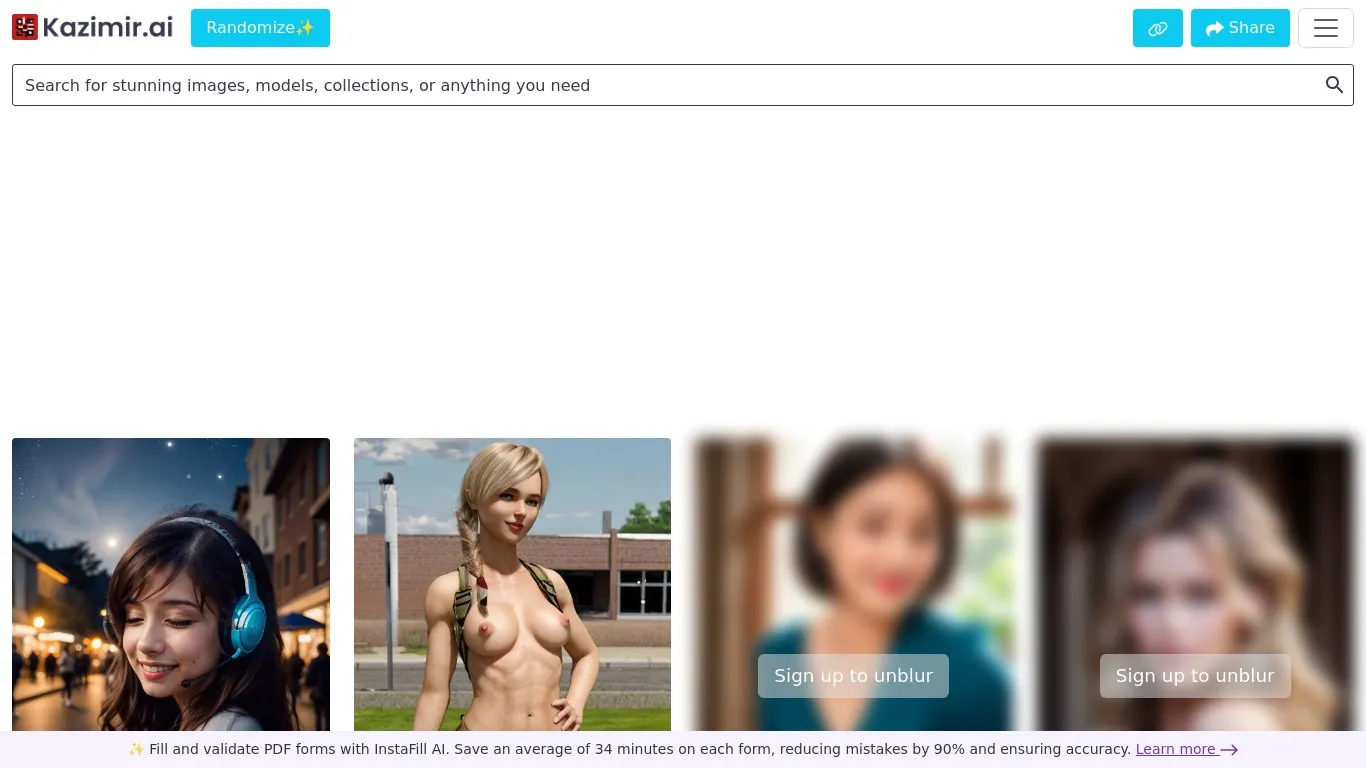 Kazimir.ai
Randomize✨
Share
Search for stunning images, models, collections, or anything you need
Sign up to unblur
Sign up to unblur
✨ Fill and validate PDF forms with InstaFill AI. Save an average of 34 minutes on each form, reducing mistakes by 90% and ensuring accuracy. Learn more →